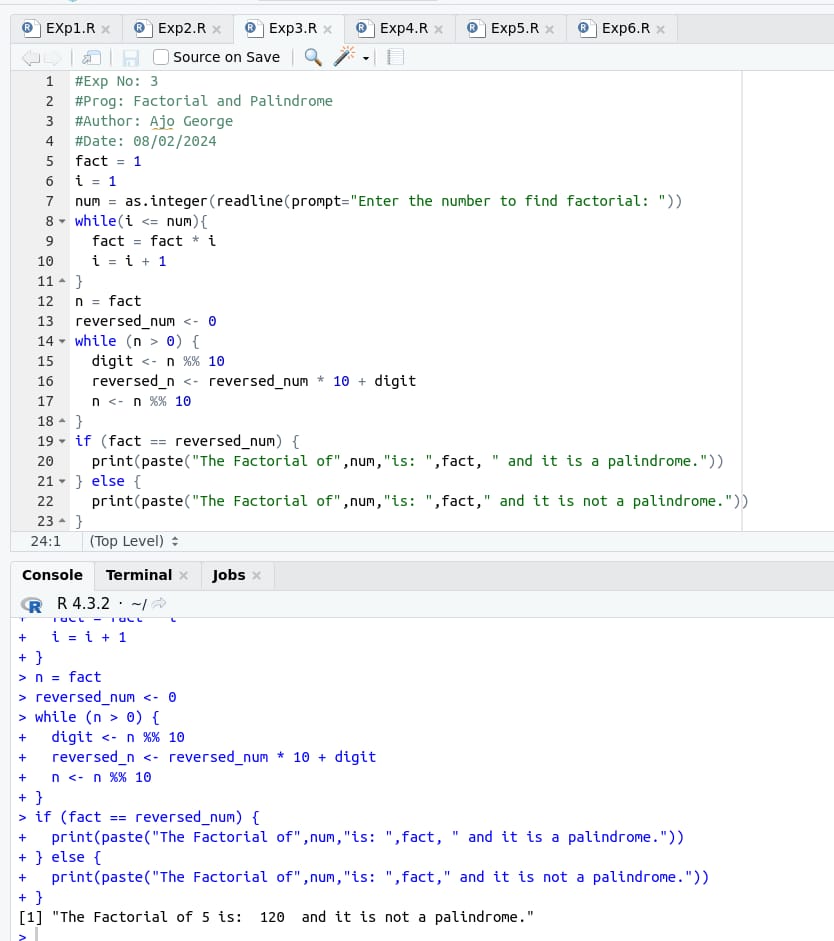 EXp1.R Exp2.R Exp3.R Exp4.R Exp5.R Exp6.R
Source on Save
1 #Exp No: 3
2 #Prog: Factorial and Palindrome
3 #Author: Ajo George
4 #Date: 08/02/2024
5 fact = 1
6 i = 1
7 num = as.integer(readline(prompt="Enter the number to find factorial: "))
8 while(i <= num){
9   fact = fact * i
10   i = i + 1
11 }
12 n = fact
13 reversed_num <- 0
14 while (n > 0) {
15   digit <- n %% 10
16   reversed_n <- reversed_num * 10 + digit
17   n <- n %% 10
18 }
19 if (fact == reversed_num) {
20   print(paste("The Factorial of",num,"is: ",fact, " and it is a palindrome."))
21 } else {
22   print(paste("The Factorial of",num,"is: ",fact," and it is not a palindrome."))
23 }
24:1 (Top Level)
Console Terminal Jobs
R R 4.3.2 · ~/
+   fact = fact * i
+   i = i + 1
+ }
> n = fact
> reversed_num <- 0
> while (n > 0) {
+   digit <- n %% 10
+   reversed_n <- reversed_num * 10 + digit
+   n <- n %% 10
+ }
> if (fact == reversed_num) {
+   print(paste("The Factorial of",num,"is: ",fact, " and it is a palindrome."))
+ } else {
+   print(paste("The Factorial of",num,"is: ",fact," and it is not a palindrome."))
+ }
[1] "The Factorial of 5 is:  120  and it is not a palindrome."
>